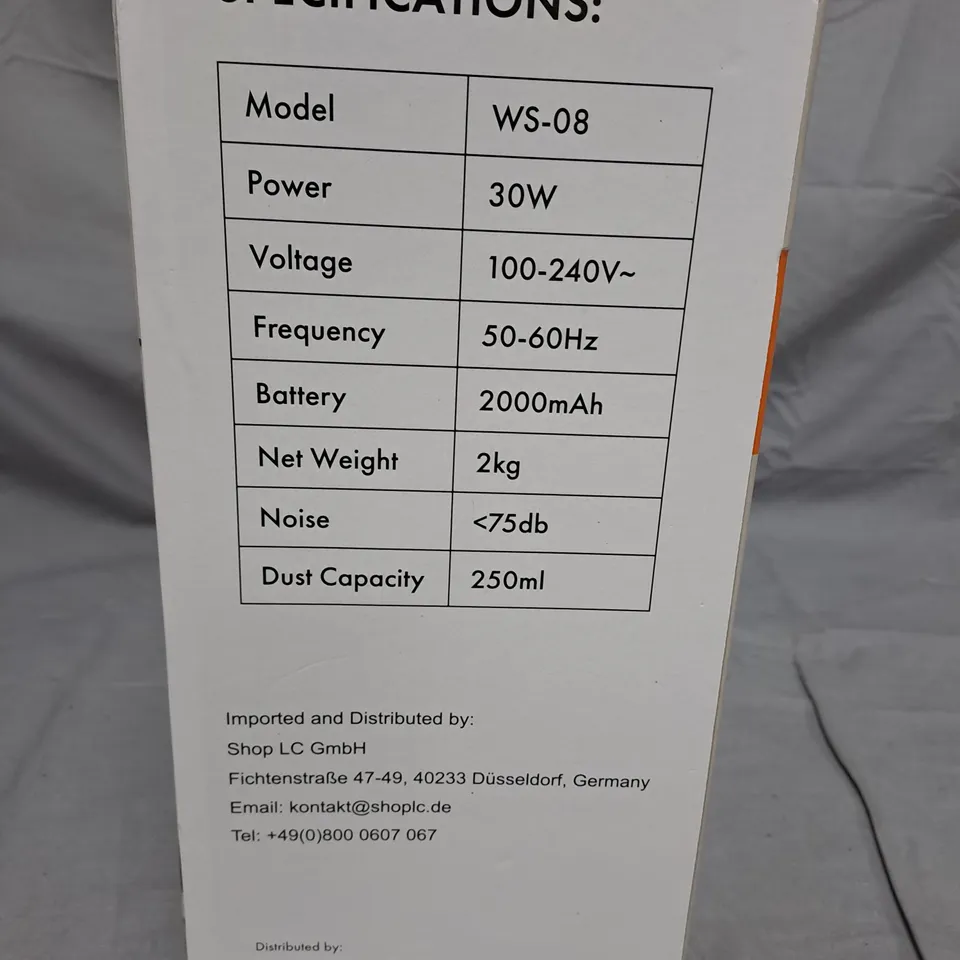 SPECIFICATIONS:
Model WS-08
Power 30W
Voltage 100-240V~
Frequency 50-60Hz
Battery 2000mAh
Net Weight 2kg
Noise <75db
Dust Capacity 250ml
Imported and Distributed by:
Shop LC GmbH
Fichtenstraße 47-49, 40233 Düsseldorf, Germany
Email: kontakt@shoplc.de
Tel: +49(0)800 0607 067
Distributed by: